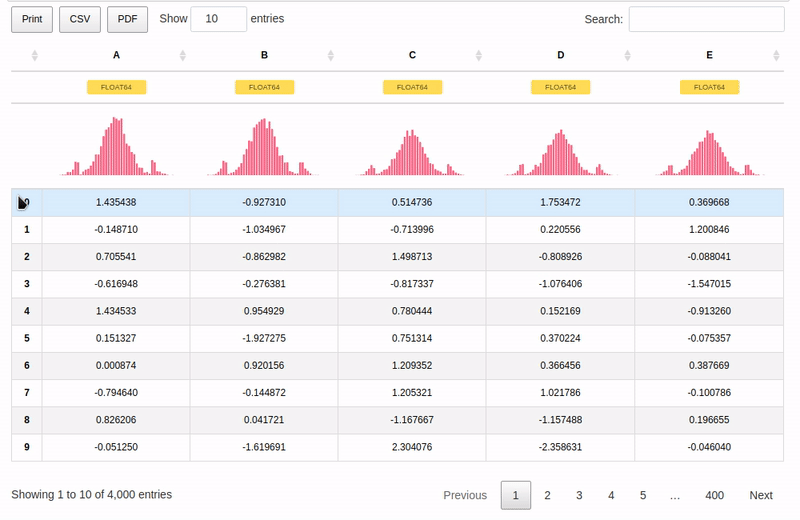 Print CSV PDF Show 10 entries Search:
A B C D E
FLOAT64 FLOAT64 FLOAT64 FLOAT64 FLOAT64
0 1.435438 -0.927310 0.514736 1.753472 0.369668
1 -0.148710 -1.034967 -0.713996 0.220556 1.200846
2 0.705541 -0.862982 1.498713 -0.808926 -0.088041
3 -0.616948 -0.276381 -0.817337 -1.076406 -1.547015
4 1.434533 0.954929 0.780444 0.152169 -0.913260
5 0.151327 -1.927275 0.751314 0.370224 -0.075357
6 0.000874 0.920156 1.209352 0.366456 0.387669
7 -0.794640 -0.144872 1.205321 1.021786 -0.100786
8 0.826206 0.041721 -1.167667 -1.157488 0.196655
9 -0.051250 -1.619691 2.304076 -2.358631 -0.046040
Showing 1 to 10 of 4,000 entries Previous 1 2 3 4 5 … 400 Next